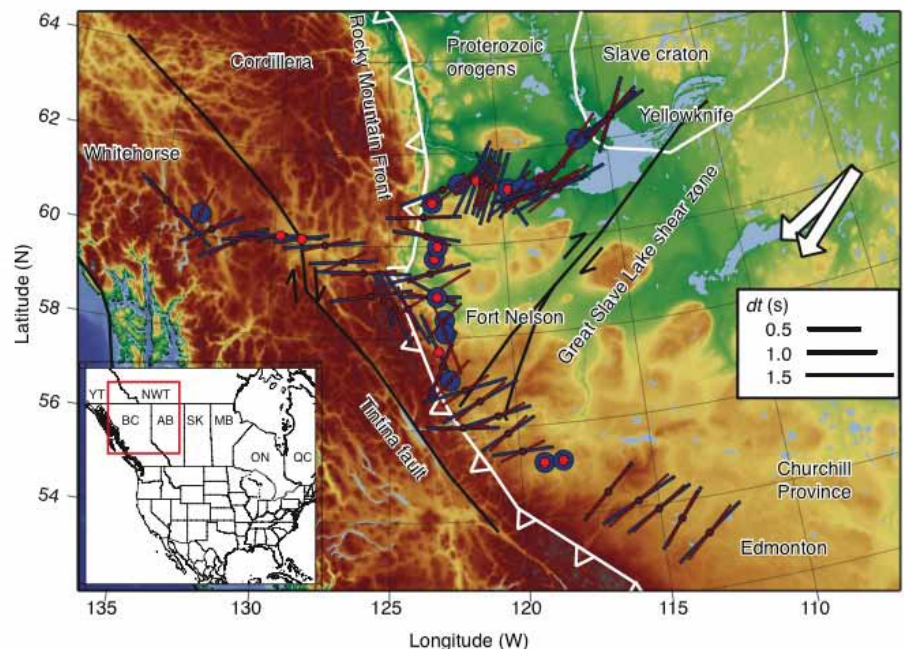 64
62
60
58
56
54
Latitude (N)
Cordillera
Rocky Mountain Front
Proterozoic
orogens
Slave craton
Yellowknife
Whitehorse
Great Slave Lake shear zone
Fort Nelson
dt (s)
0.5
1.0
1.5
Tintina fault
Churchill
Province
Edmonton
YT
NWT
BC
AB
SK
MB
ON
QC
135
130
125
120
115
110
Longitude (W)